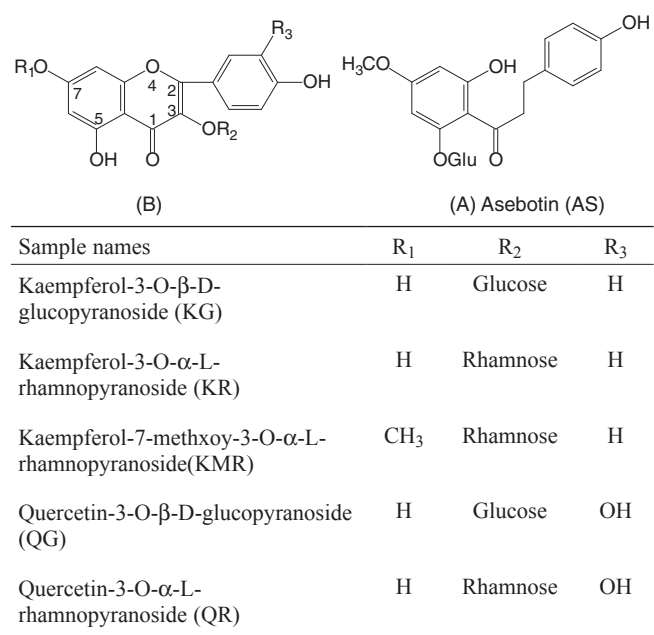 R₁O
O
4
7
5
2
3
1
R₃
OH
OR₂
OH
O
H₃CO
OH
OH
OGlu
O
(B) (A) Asebotin (AS)
Sample names R₁ R₂ R₃
Kaempferol-3-O-β-D- H Glucose H
glucopyranoside (KG)
Kaempferol-3-O-α-L- H Rhamnose H
rhamnopyranoside (KR)
Kaempferol-7-methxoy-3-O-α-L- CH₃ Rhamnose H
rhamnopyranoside(KMR)
Quercetin-3-O-β-D-glucopyranoside H Glucose OH
(QG)
Quercetin-3-O-α-L- H Rhamnose OH
rhamnopyranoside (QR)